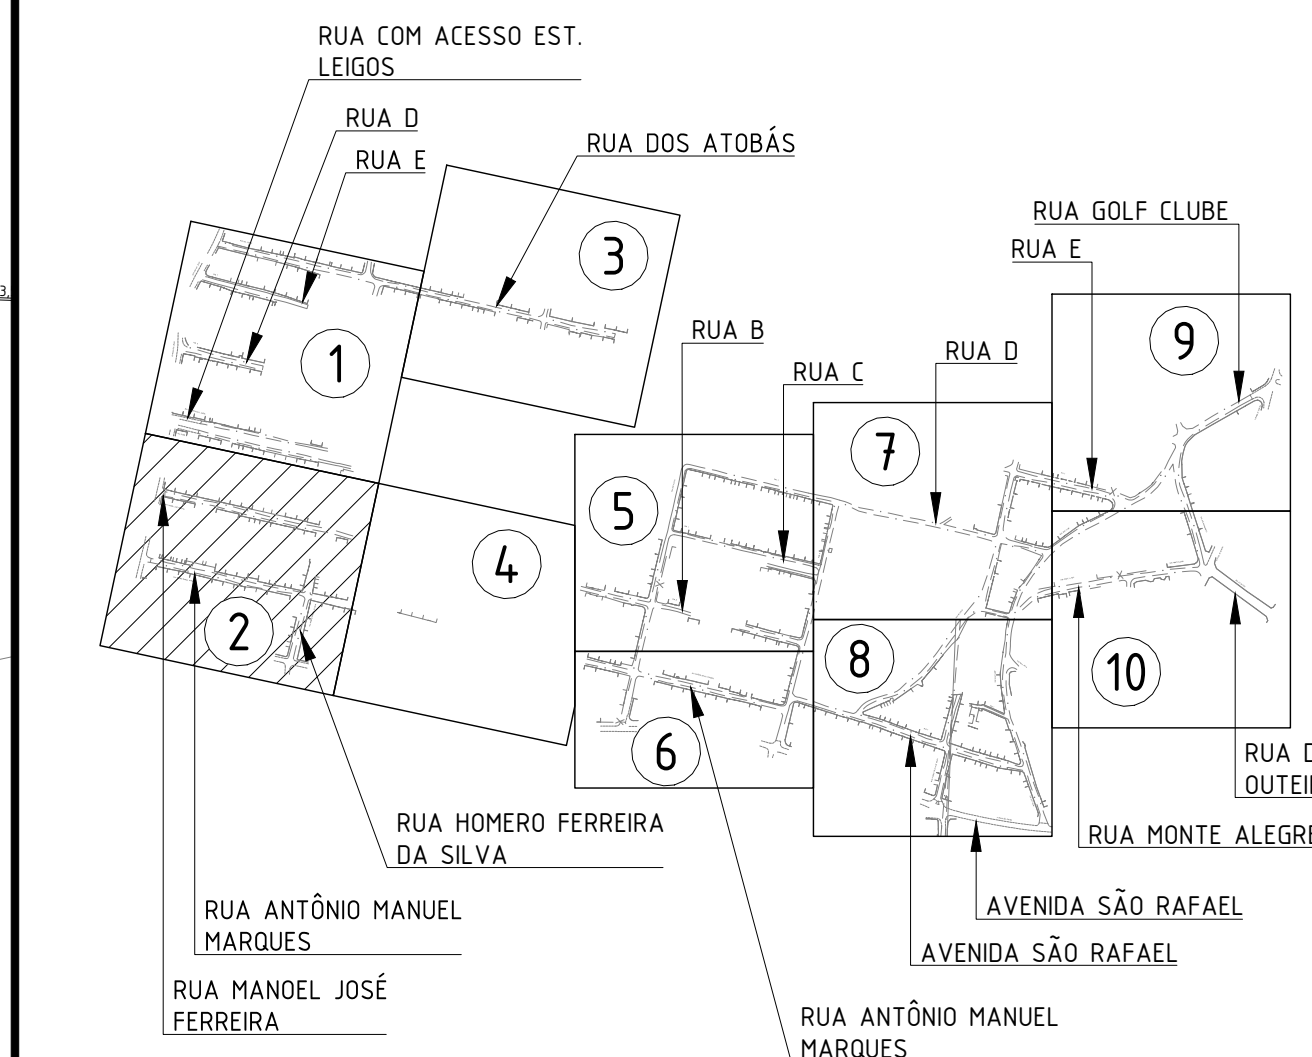 RUA COM ACESSO EST.
LEIGOS
RUA D
RUA E
RUA DOS ATOBÁS
RUA GOLF CLUBE
RUA E
3
1
9
RUA B
RUA D
RUA C
7
5
4
2
8
10
6
RUA D
OUTEI
RUA HOMERO FERREIRA
DA SILVA
RUA MONTE ALEGRE
RUA ANTÔNIO MANUEL
MARQUES
AVENIDA SÃO RAFAEL
AVENIDA SÃO RAFAEL
RUA MANOEL JOSÉ
FERREIRA
RUA ANTÔNIO MANUEL
MARQUES